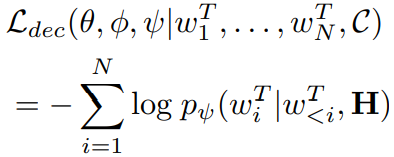 ℒ_{dec}(θ, ϕ, ψ|w_1^T, . . . , w_N^T, 𝒞)
= − ∑_{i=1}^{N} log p_ψ(w_i^T|w_{<i}^T, 𝐇)